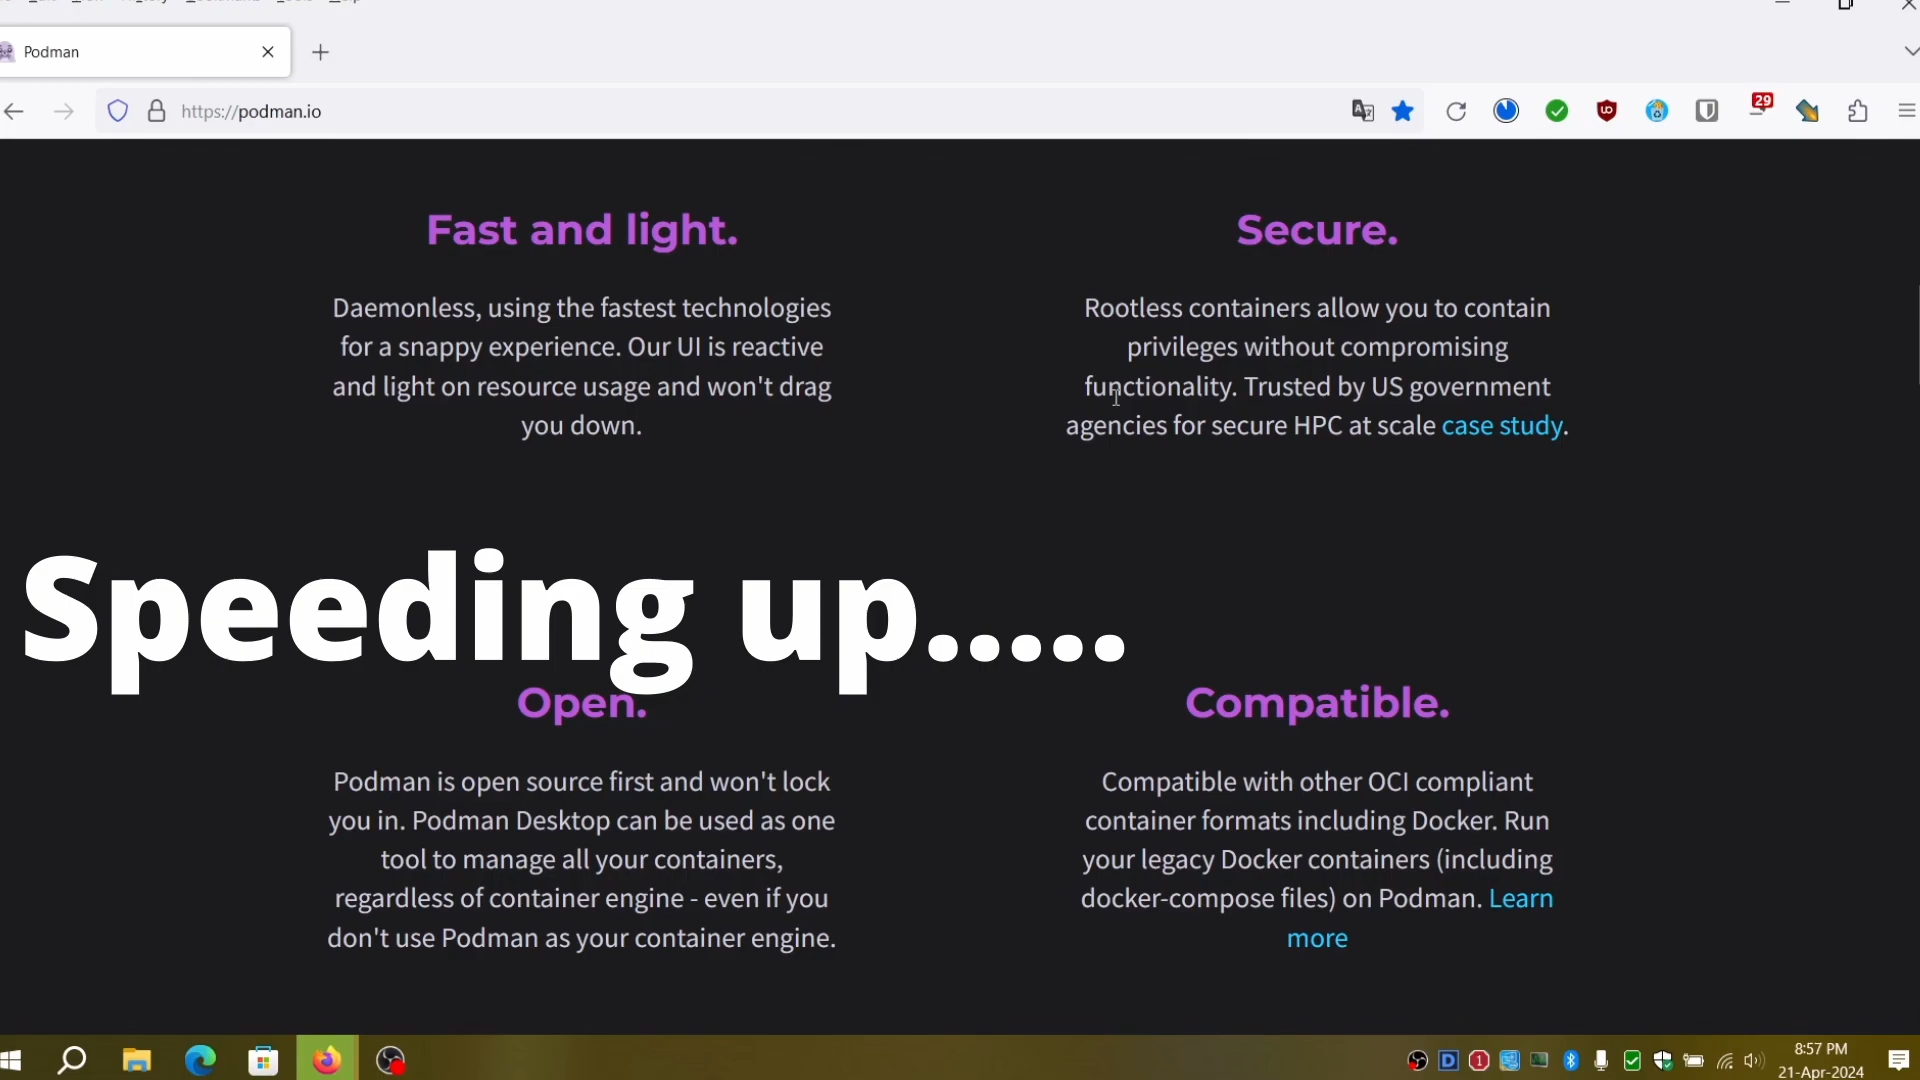 Podman
https://podman.io
29
Fast and light.
Daemonless, using the fastest technologies
for a snappy experience. Our UI is reactive
and light on resource usage and won't drag
you down.
Secure.
Rootless containers allow you to contain
privileges without compromising
functionality. Trusted by US government
agencies for secure HPC at scale case study.
Speeding up.....
Open.
Podman is open source first and won't lock
you in. Podman Desktop can be used as one
tool to manage all your containers,
regardless of container engine - even if you
don't use Podman as your container engine.
Compatible.
Compatible with other OCI compliant
container formats including Docker. Run
your legacy Docker containers (including
docker-compose files) on Podman. Learn
more
8:57 PM
21-Apr-2024